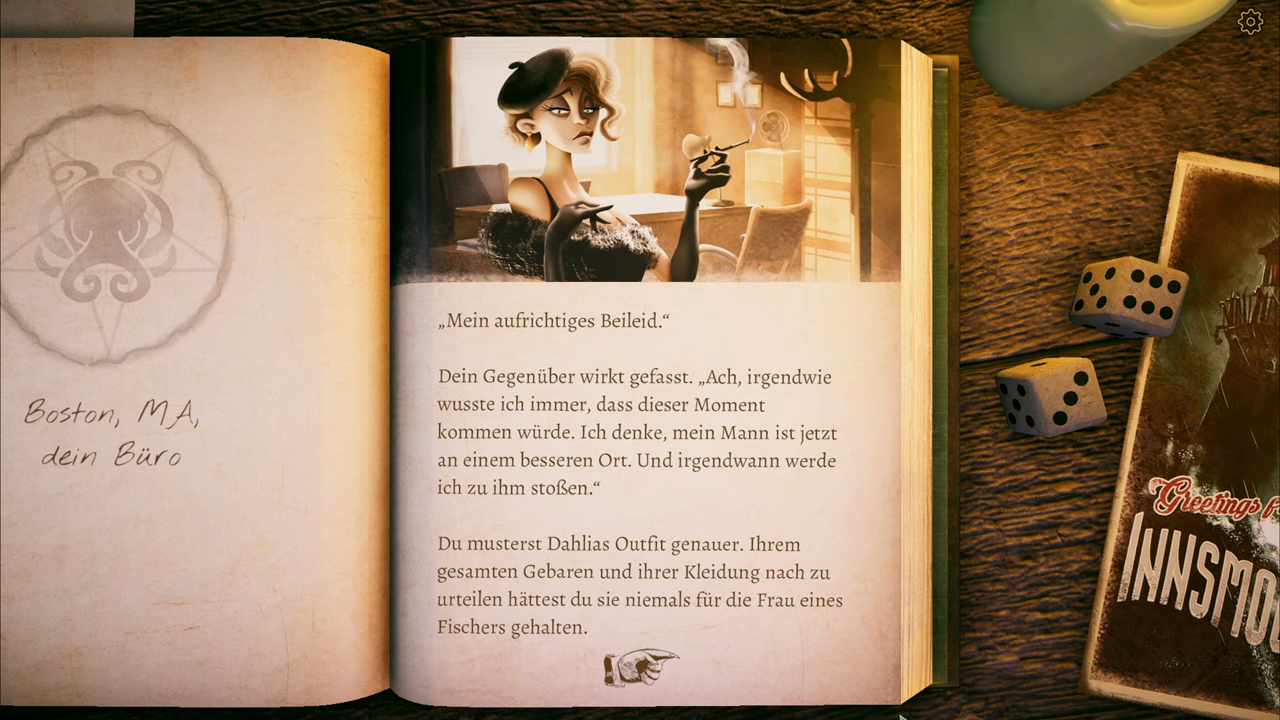 Boston, MA,
dein Büro
„Mein aufrichtiges Beileid.“
Dein Gegenüber wirkt gefasst. „Ach, irgendwie
wusste ich immer, dass dieser Moment
kommen würde. Ich denke, mein Mann ist jetzt
an einem besseren Ort. Und irgendwann werde
ich zu ihm stoßen.“
Du musterst Dahlias Outfit genauer. Ihrem
gesamten Gebaren und ihrer Kleidung nach zu
urteilen hättest du sie niemals für die Frau eines
Fischers gehalten.
Greetings f
INNSMO